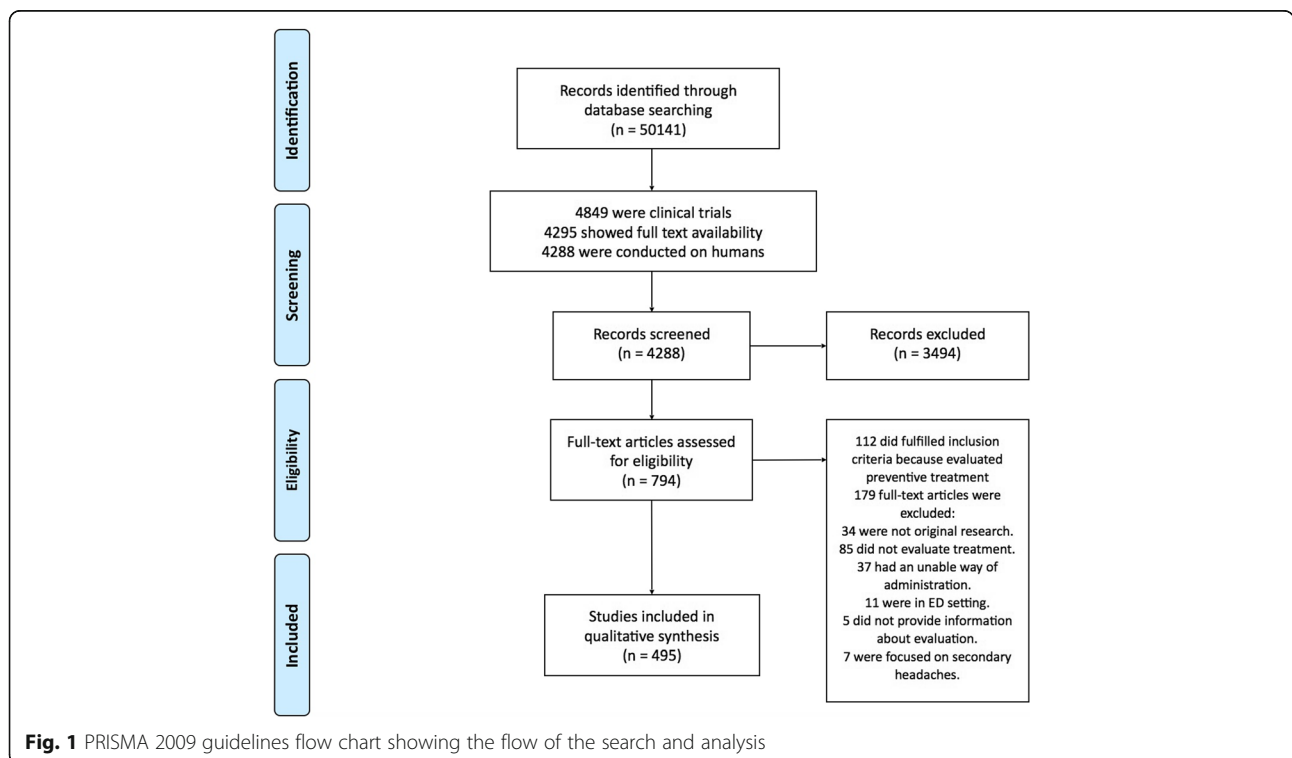 Identification
Records identified through
database searching
(n = 50141)
Screening
4849 were clinical trials
4295 showed full text availability
4288 were conducted on humans
Records screened
(n = 4288)
Records excluded
(n = 3494)
Eligibility
Full-text articles assessed
for eligibility
(n = 794)
112 did fulfilled inclusion
criteria because evaluated
preventive treatment
179 full-text articles were
excluded:
34 were not original research.
85 did not evaluate treatment.
37 had an unable way of
administration.
11 were in ED setting.
5 did not provide information
about evaluation.
7 were focused on secondary
headaches.
Included
Studies included in
qualitative synthesis
(n = 495)
Fig. 1 PRISMA 2009 guidelines flow chart showing the flow of the search and analysis